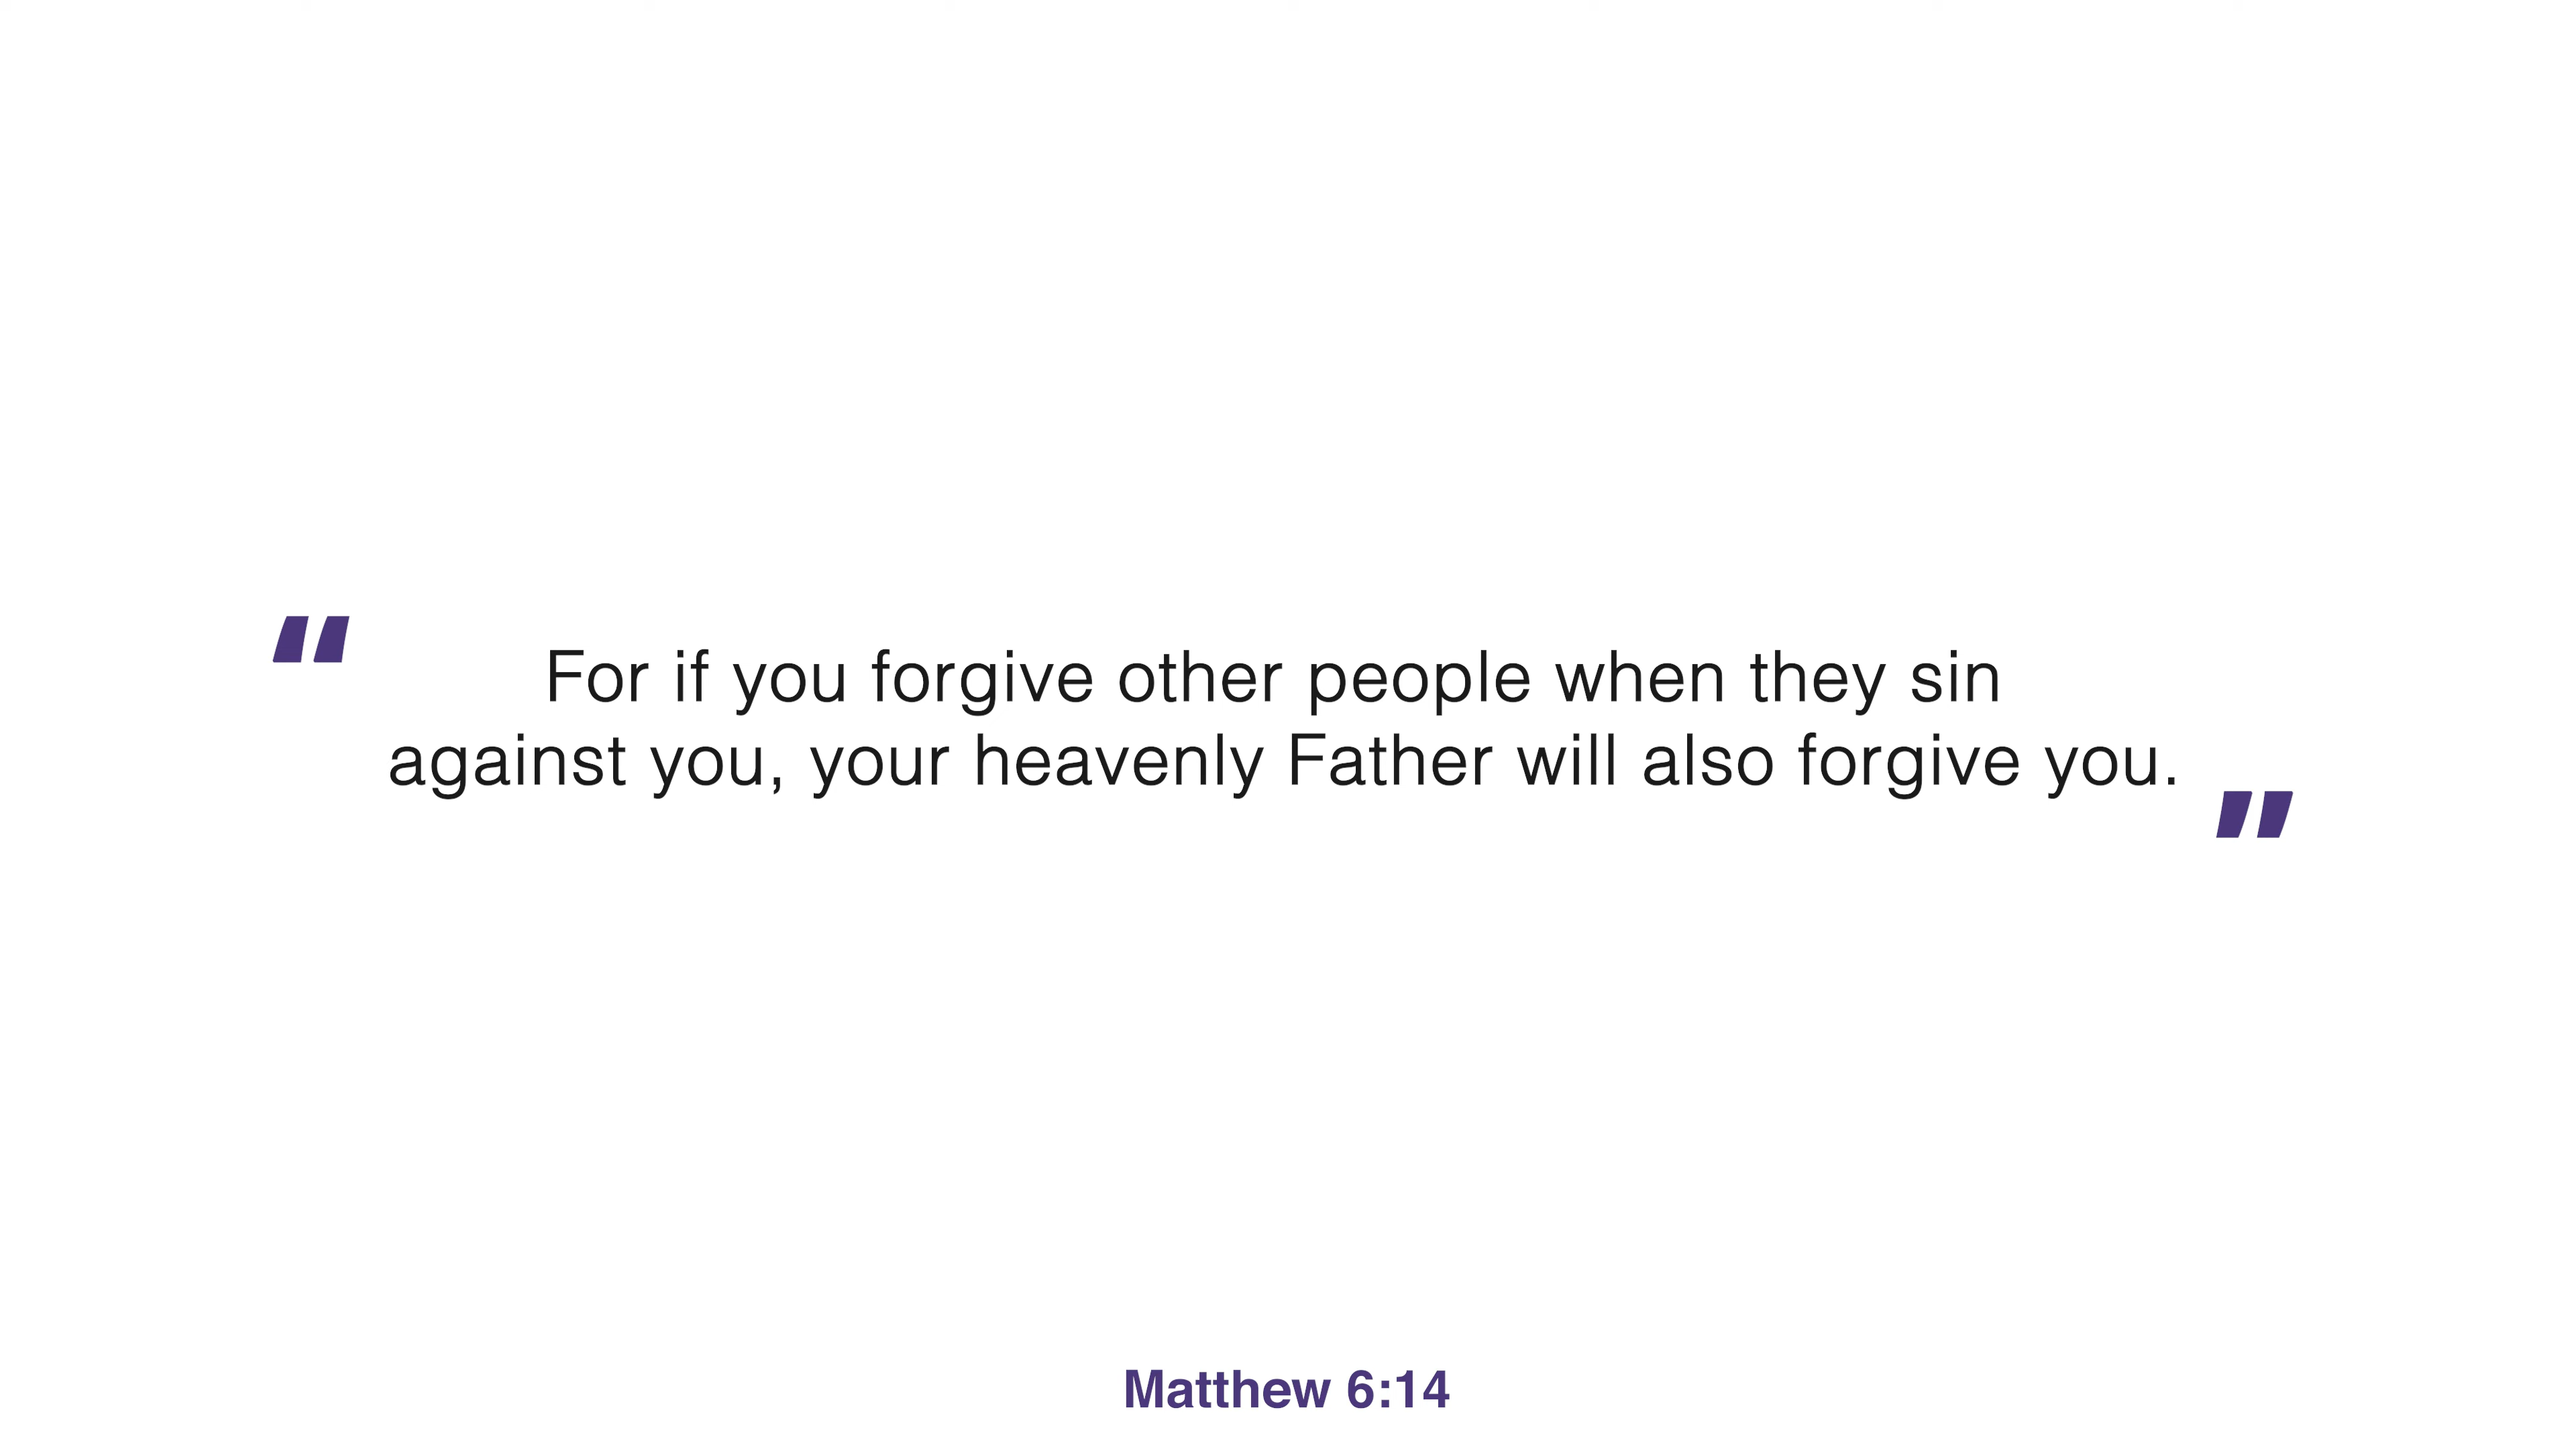 “
For if you forgive other people when they sin
against you, your heavenly Father will also forgive you.
”
Matthew 6:14